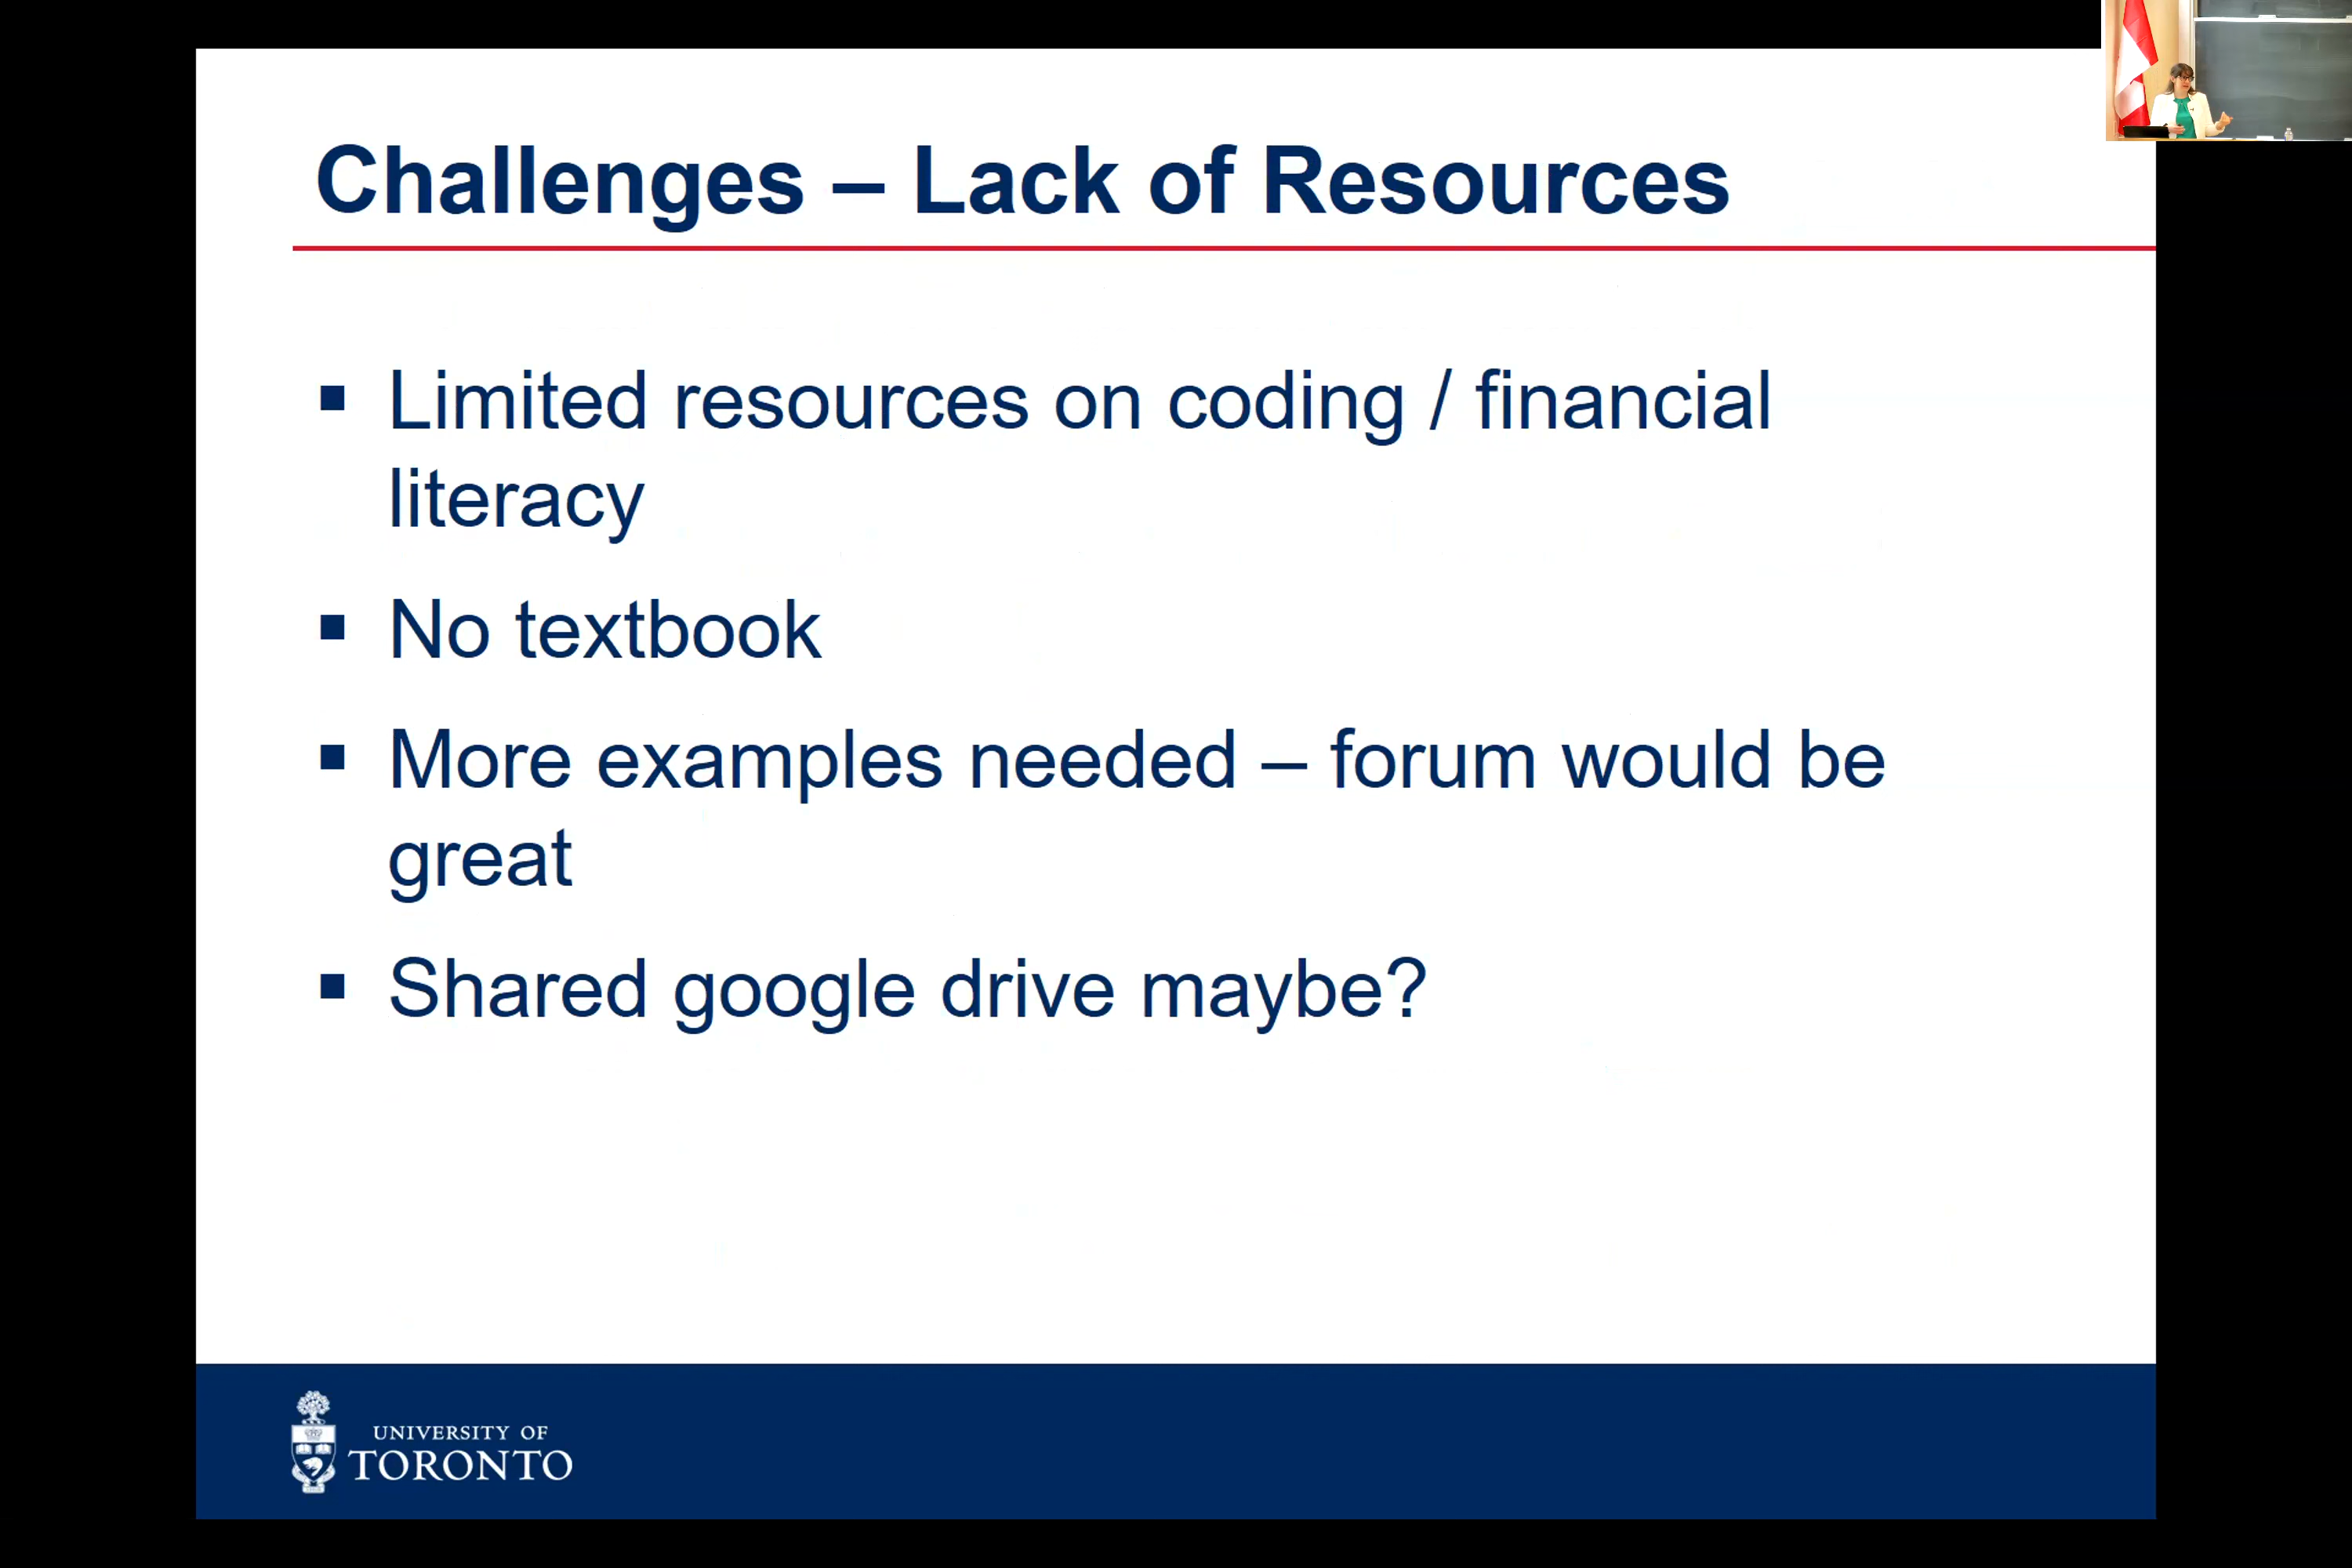 Challenges – Lack of Resources
▪ Limited resources on coding / financial
literacy
▪ No textbook
▪ More examples needed – forum would be
great
▪ Shared google drive maybe?
UNIVERSITY OF
TORONTO